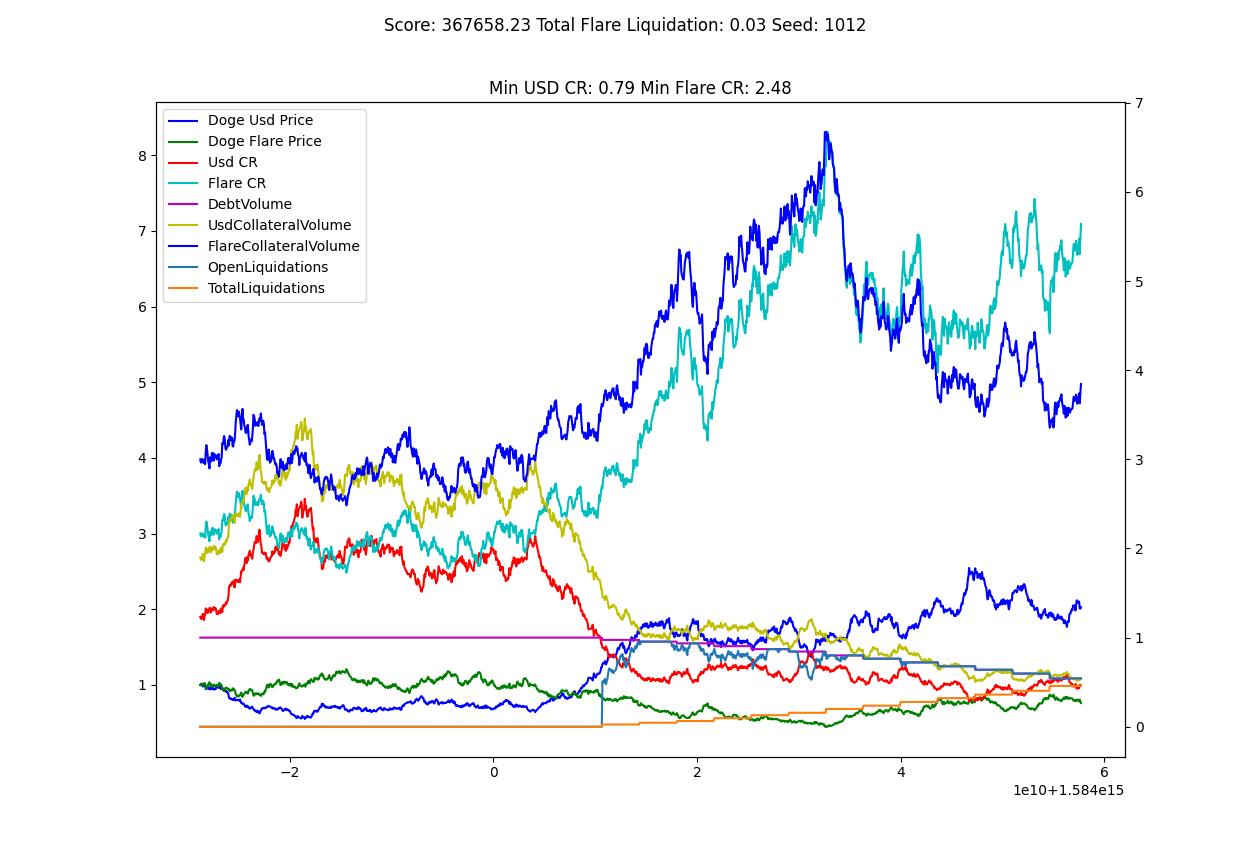 Score: 367658.23 Total Flare Liquidation: 0.03 Seed: 1012
Min USD CR: 0.79 Min Flare CR: 2.48
Doge Usd Price
Doge Flare Price
Usd CR
Flare CR
DebtVolume
UsdCollateralVolume
FlareCollateralVolume
OpenLiquidations
TotalLiquidations
8
7
6
5
4
3
2
1
7
6
5
4
3
2
1
0
−2
0
2
4
6
1e10+1.584e15